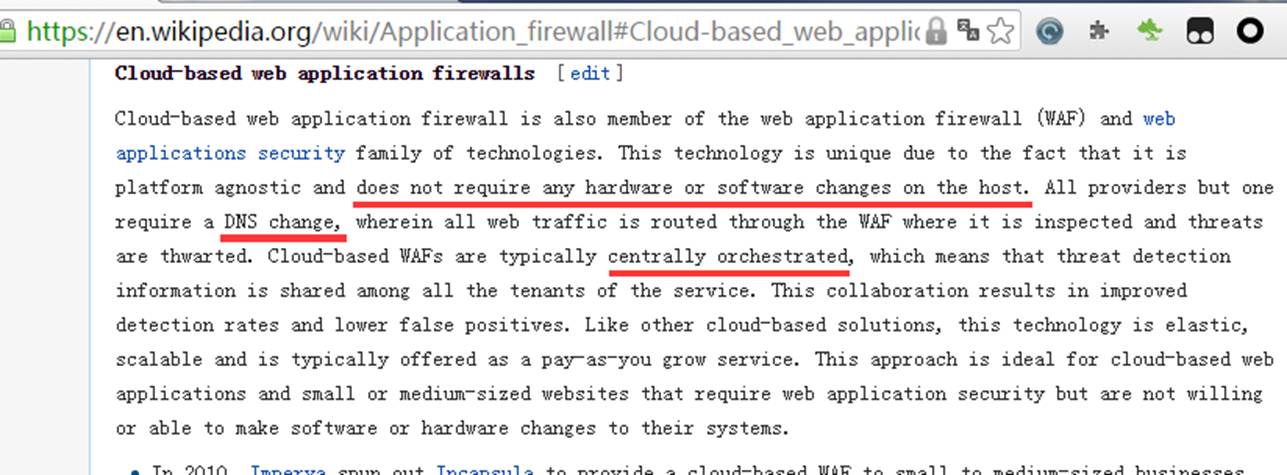 https://en.wikipedia.org/wiki/Application_firewall#Cloud-based_web_applic
Cloud-based web application firewalls [edit]
Cloud-based web application firewall is also member of the web application firewall (WAF) and web
applications security family of technologies. This technology is unique due to the fact that it is
platform agnostic and does not require any hardware or software changes on the host. All providers but one
require a DNS change, wherein all web traffic is routed through the WAF where it is inspected and threats
are thwarted. Cloud-based WAFs are typically centrally orchestrated, which means that threat detection
information is shared among all the tenants of the service. This collaboration results in improved
detection rates and lower false positives. Like other cloud-based solutions, this technology is elastic,
scalable and is typically offered as a pay-as-you grow service. This approach is ideal for cloud-based web
applications and small or medium-sized websites that require web application security but are not willing
or able to make software or hardware changes to their systems.
• In 2010, Imperva spun out Incapsula to provide a cloud-based WAF to small to medium-sized businesses